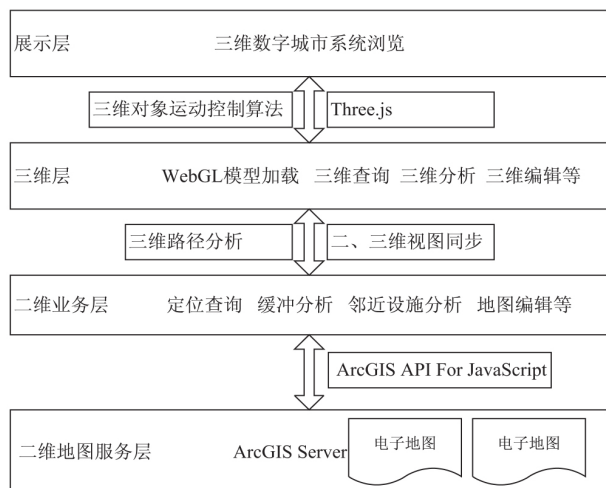 展示层 三维数字城市系统浏览
三维对象运动控制算法 Three.js
三维层 WebGL模型加载 三维查询 三维分析 三维编辑等
三维路径分析 二、三维视图同步
二维业务层 定位查询 缓冲分析 邻近设施分析 地图编辑等
ArcGIS API For JavaScript
二维地图服务层 ArcGIS Server 电子地图 电子地图